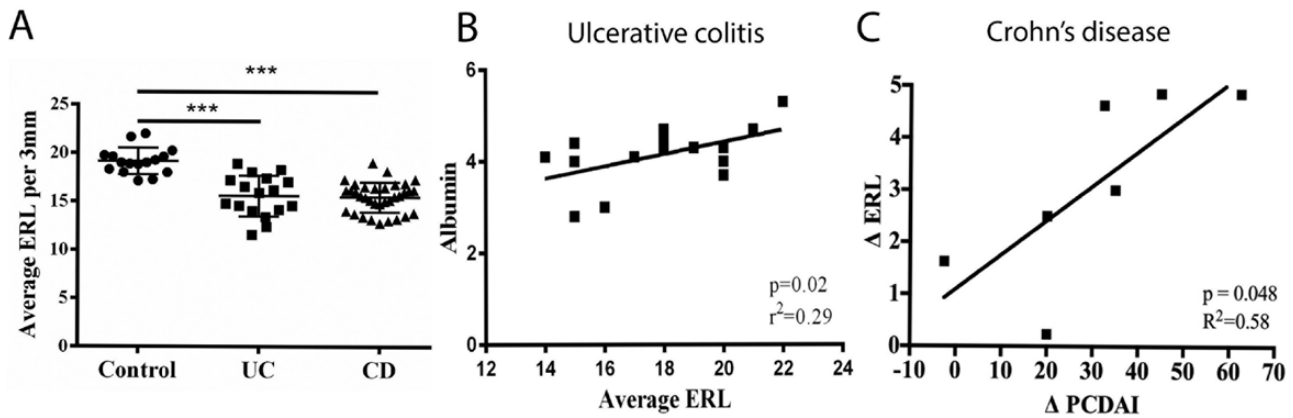 A
***
***
Average ERL per 3mm
25
20
15
10
5
0
Control UC CD
B
Ulcerative colitis
Albumin
6
4
2
0
p=0.02
r²=0.29
12 14 16 18 20 22 24
Average ERL
C
Crohn's disease
Δ ERL
5
4
3
2
1
0
p = 0.048
R²=0.58
-10 0 10 20 30 40 50 60 70
Δ PCDAI